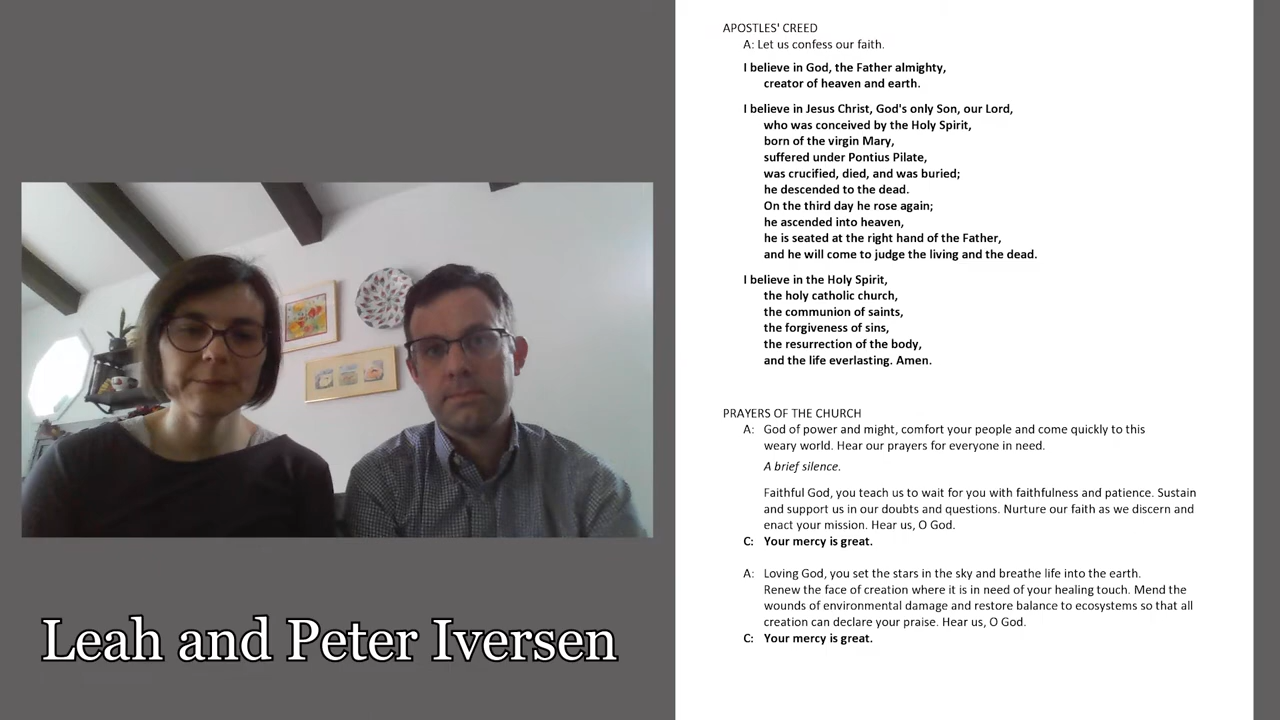 APOSTLES' CREED
A: Let us confess our faith.
I believe in God, the Father almighty,
creator of heaven and earth.
I believe in Jesus Christ, God's only Son, our Lord,
who was conceived by the Holy Spirit,
born of the virgin Mary,
suffered under Pontius Pilate,
was crucified, died, and was buried;
he descended to the dead.
On the third day he rose again;
he ascended into heaven,
he is seated at the right hand of the Father,
and he will come to judge the living and the dead.
I believe in the Holy Spirit,
the holy catholic church,
the communion of saints,
the forgiveness of sins,
the resurrection of the body,
and the life everlasting. Amen.
PRAYERS OF THE CHURCH
A: God of power and might, comfort your people and come quickly to this
weary world. Hear our prayers for everyone in need.
A brief silence.
Faithful God, you teach us to wait for you with faithfulness and patience. Sustain
and support us in our doubts and questions. Nurture our faith as we discern and
enact your mission. Hear us, O God.
C: Your mercy is great.
A: Loving God, you set the stars in the sky and breathe life into the earth.
Renew the face of creation where it is in need of your healing touch. Mend the
wounds of environmental damage and restore balance to ecosystems so that all
creation can declare your praise. Hear us, O God.
C: Your mercy is great.
Leah and Peter Iversen